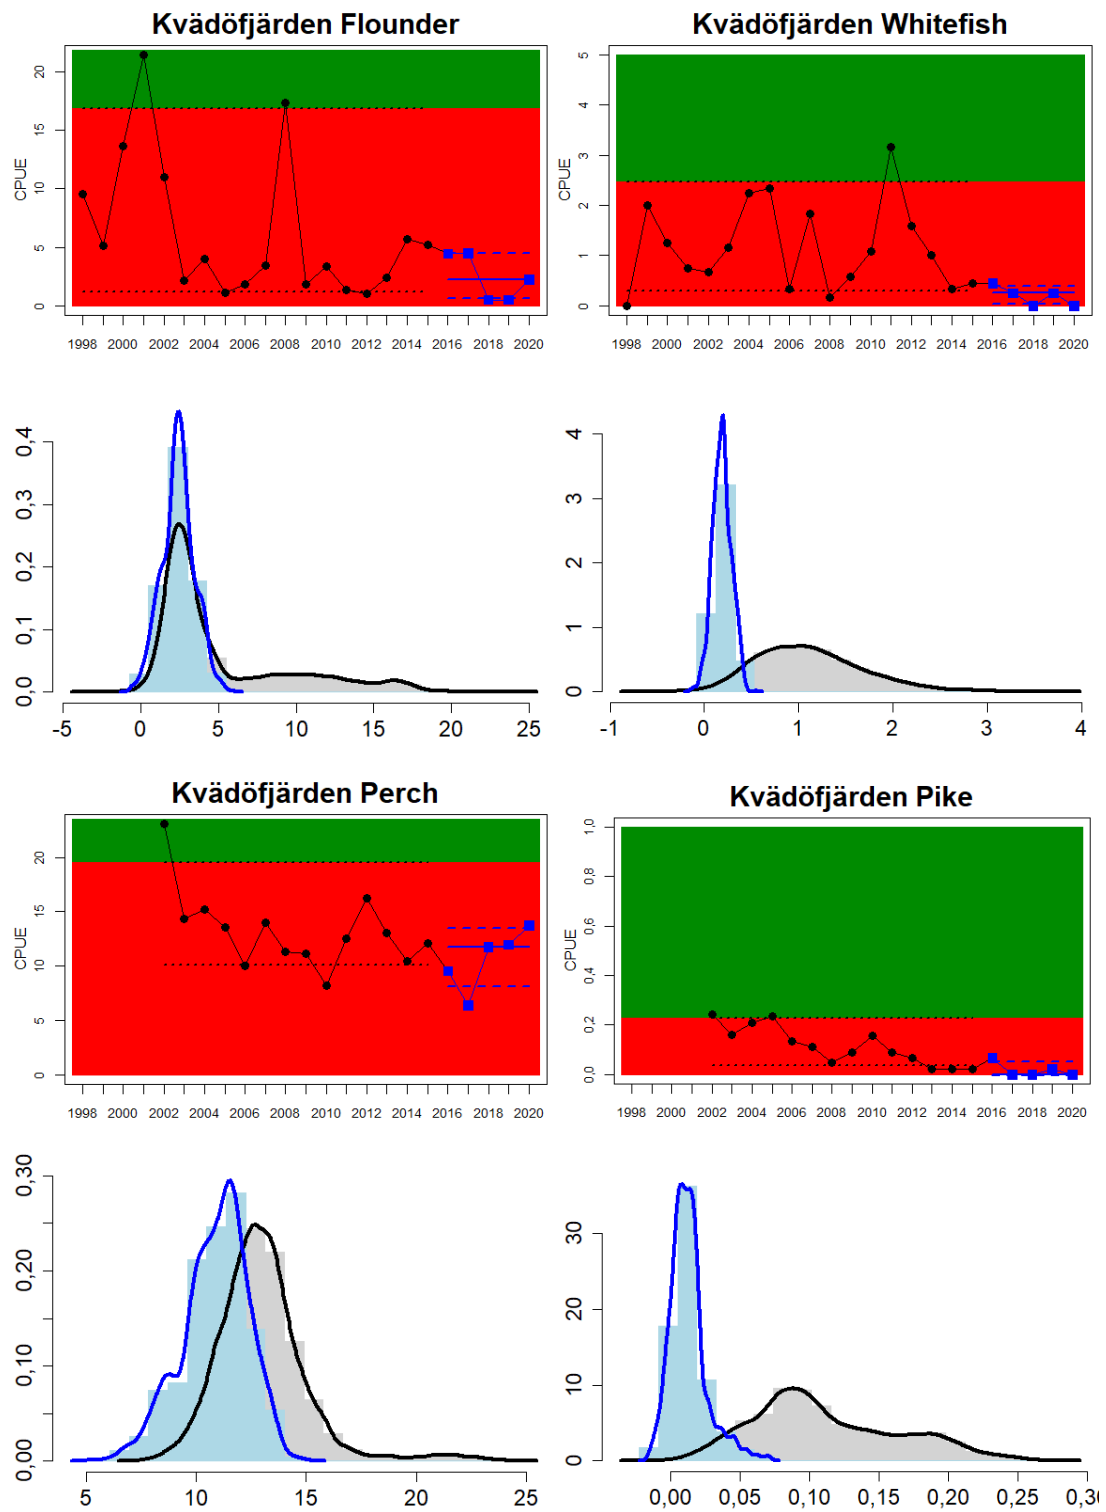 Kvädöfjärden Flounder
Kvädöfjärden Whitefish
CPUE
0 5 10 15 20
1998 2000 2002 2004 2006 2008 2010 2012 2014 2016 2018 2020
CPUE
0 1 2 3 4 5
1998 2000 2002 2004 2006 2008 2010 2012 2014 2016 2018 2020
0,0 0,1 0,2 0,3 0,4
-5 0 5 10 15 20 25
0 1 2 3 4
-1 0 1 2 3 4
Kvädöfjärden Perch
Kvädöfjärden Pike
CPUE
0 5 10 15 20
1998 2000 2002 2004 2006 2008 2010 2012 2014 2016 2018 2020
CPUE
0,0 0,2 0,4 0,6 0,8 1,0
1998 2000 2002 2004 2006 2008 2010 2012 2014 2016 2018 2020
0,00 0,10 0,20 0,30
5 10 15 20 25
0 10 20 30
0,00 0,05 0,10 0,15 0,20 0,25 0,30